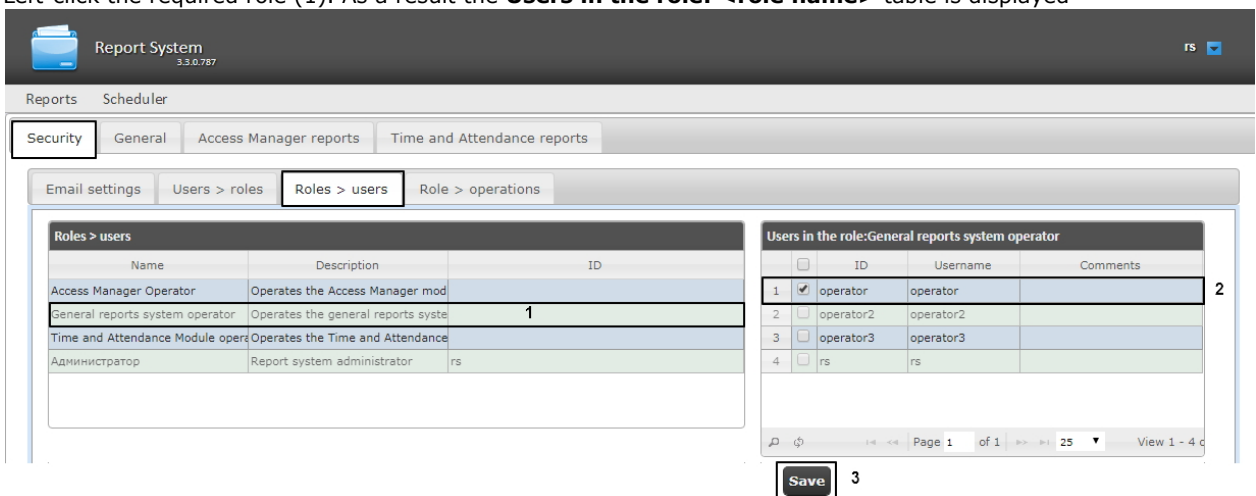 Left-click the required role (1). As a result the Users in the role: <role name> table is displayed
Report System
3.3.0.787
rs
Reports Scheduler
Security General Access Manager reports Time and Attendance reports
Email settings Users > roles Roles > users Role > operations
Roles > users
Name Description ID
Access Manager Operator Operates the Access Manager mod
General reports system operator Operates the general reports syste 1
Time and Attendance Module opera Operates the Time and Attendance
Администратор Report system administrator rs
Users in the role:General reports system operator
ID Username Comments
1 operator operator 2
2 operator2 operator2
3 operator3 operator3
4 rs rs
Page 1 of 1 25 View 1 - 4 o
Save 3